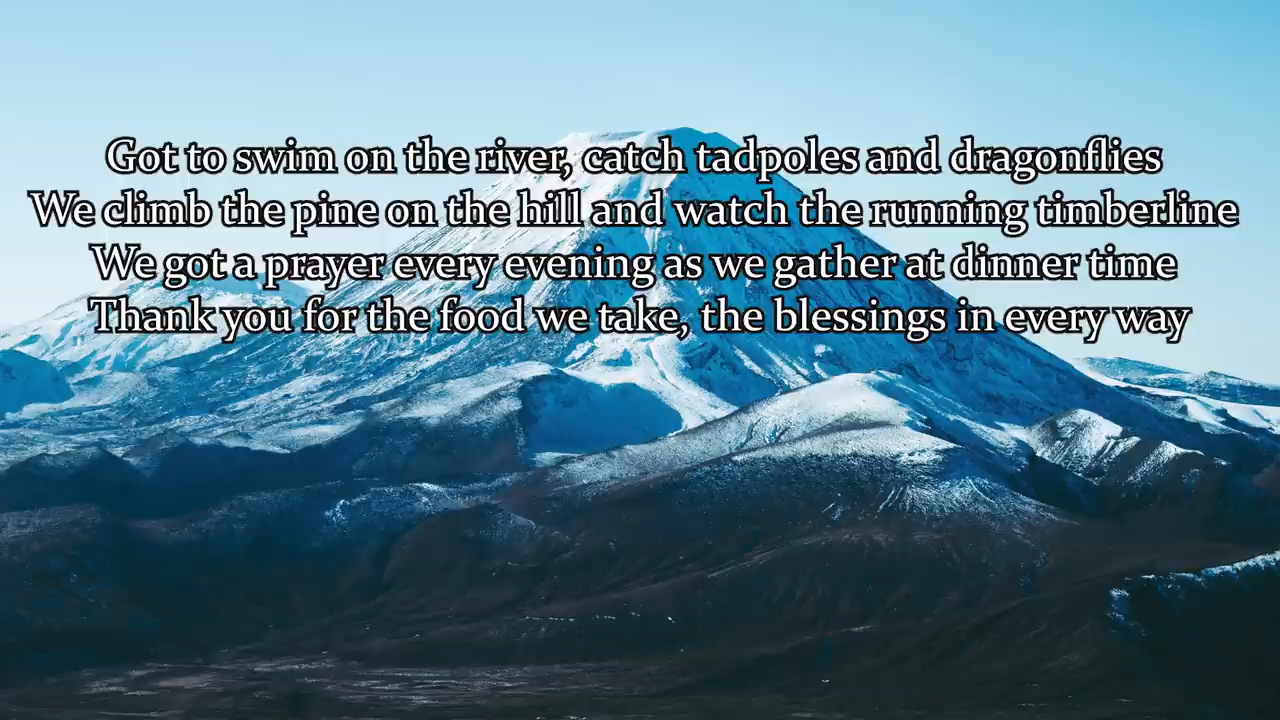 Got to swim on the river, catch tadpoles and dragonflies
We climb the pine on the hill and watch the running timberline
We got a prayer every evening as we gather at dinner time
Thank you for the food we take, the blessings in every way